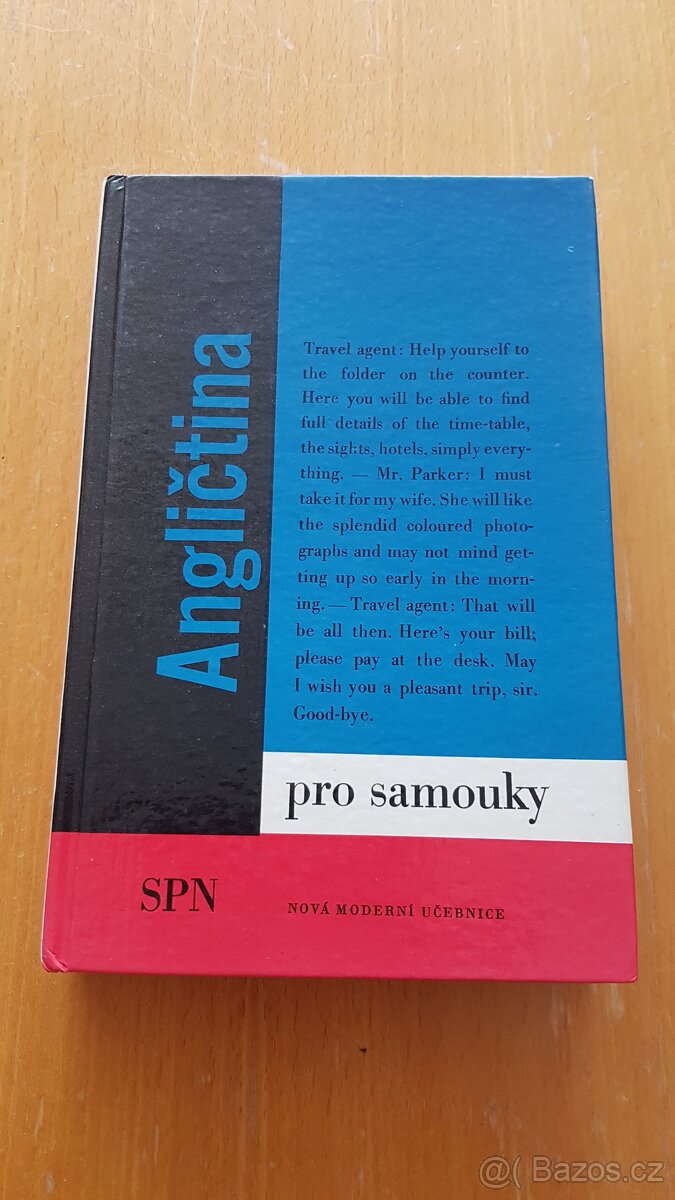 Angličtina
Travel agent: Help yourself to
the folder on the counter.
Here you will be able to find
full details of the time-table,
the sights, hotels, simply every-
thing. — Mr. Parker: I must
take it for my wife. She will like
the splendid coloured photo-
graphs and may not mind get-
ting up so early in the morn-
ing. — Travel agent: That will
be all then. Here's your bill;
please pay at the desk. May
I wish you a pleasant trip, sir.
Good-bye.
pro samouky
SPN
NOVÁ MODERNÍ UČEBNICE
@( Bazos.cz